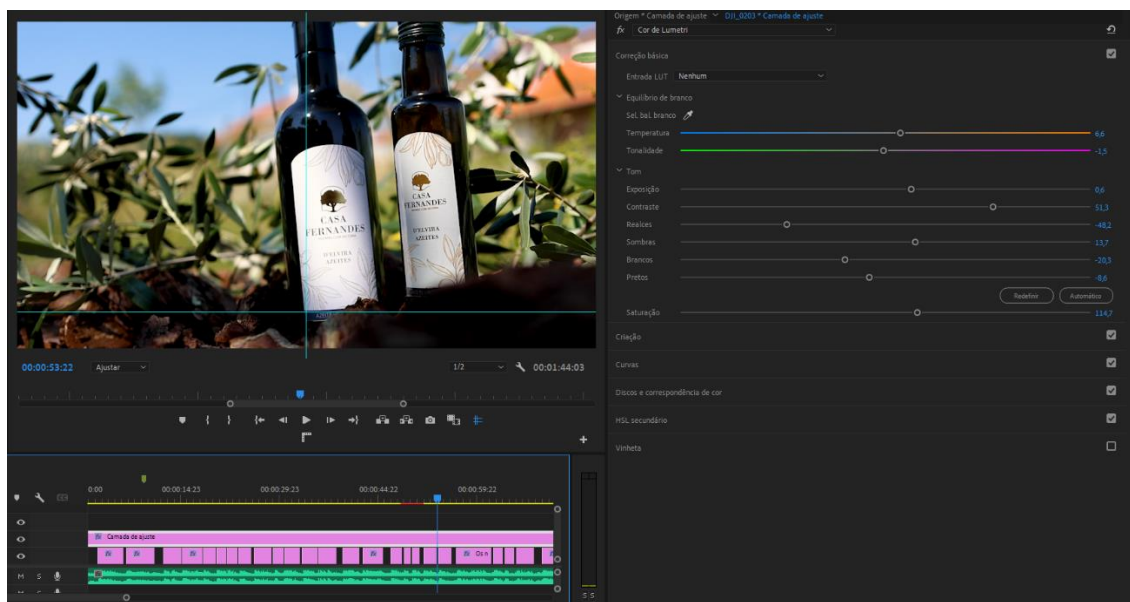 Origem * Camada de ajuste DJI_0203 * Camada de ajuste
fx Cor de Lumetri
Correção básica
Entrada LUT Nenhum
Equilíbrio de branco
Sel. bal. branco
Temperatura 6,6
Tonalidade -1,5
Tom
Exposição 0,6
Contraste 51,3
Realces -48,2
Sombras 13,7
Brancos -20,3
Pretos -8,6
Redefinir Automático
Saturação 114,7
Criação
Curvas
Discos e correspondência de cor
HSL secundário
Vinheta
CASA
FERNANDES
D'ELVIRA
AZEITES
CASA
FERNANDES
D'ELVIRA
AZEITES
00:00:53:22 Ajustar 1/2 00:01:44:03
0:00 00:00:14:23 00:00:29:23 00:00:44:22 00:00:59:22
fx Camada de ajuste
M S
M S
S S